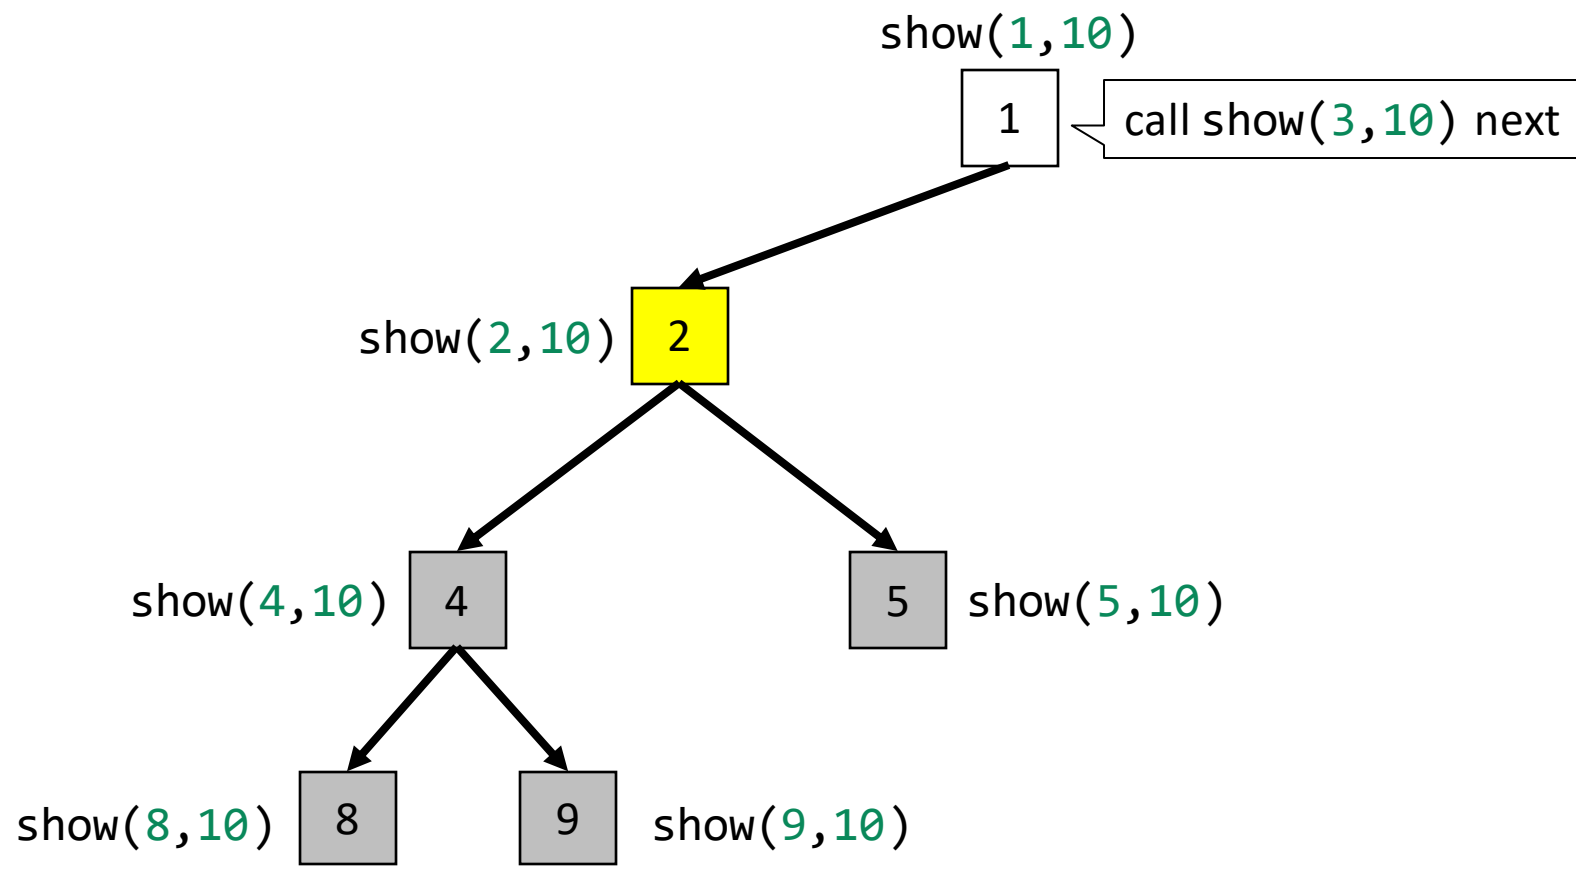 show(1,10)
1
call show(3,10) next
show(2,10)
2
show(4,10)
4
5
show(5,10)
show(8,10)
8
9
show(9,10)